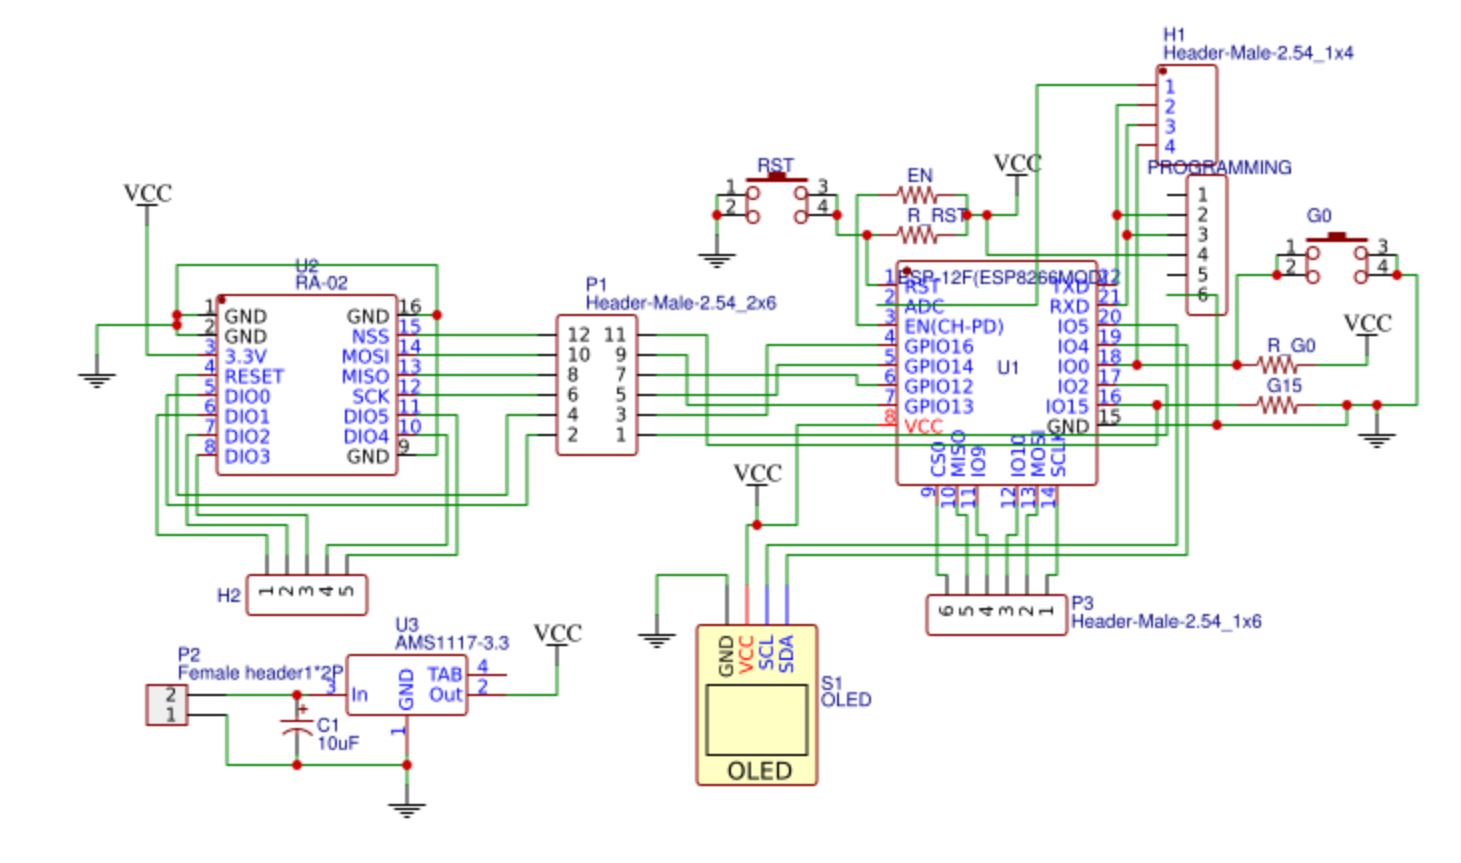 H1
Header-Male-2.54_1x4
1
2
3
4
PROGRAMMING
1
2
3
4
5
6
VCC
RST
1 3
2 4
EN
R_RST
VCC
G0
1 3
2 4
VCC
R_G0
G15
U2
RA-02
1 GND GND 16
2 GND NSS 15
3 3.3V MOSI 14
4 RESET MISO 13
5 DIO0 SCK 12
6 DIO1 DIO5 11
7 DIO2 DIO4 10
8 DIO3 GND 9
P1
Header-Male-2.54_2x6
12 11
10 9
8 7
6 5
4 3
2 1
ESP-12F(ESP8266MOD)
1 RST TXD 22
2 ADC RXD 21
3 EN(CH-PD) IO5 20
4 GPIO16 IO4 19
5 GPIO14 U1 IO0 18
6 GPIO12 IO2 17
7 GPIO13 IO15 16
8 VCC GND 15
CS0 MISO IO9 IO10 MOSI SCLK
9 10 11 12 13 14
VCC
H2
1 2 3 4 5
6 5 4 3 2 1
P3
Header-Male-2.54_1x6
P2
Female header1*2P
2
1
C1
10uF
+
U3
AMS1117-3.3
3 In GND TAB 4
Out 2
1
VCC
GND VCC SCL SDA
S1
OLED
OLED